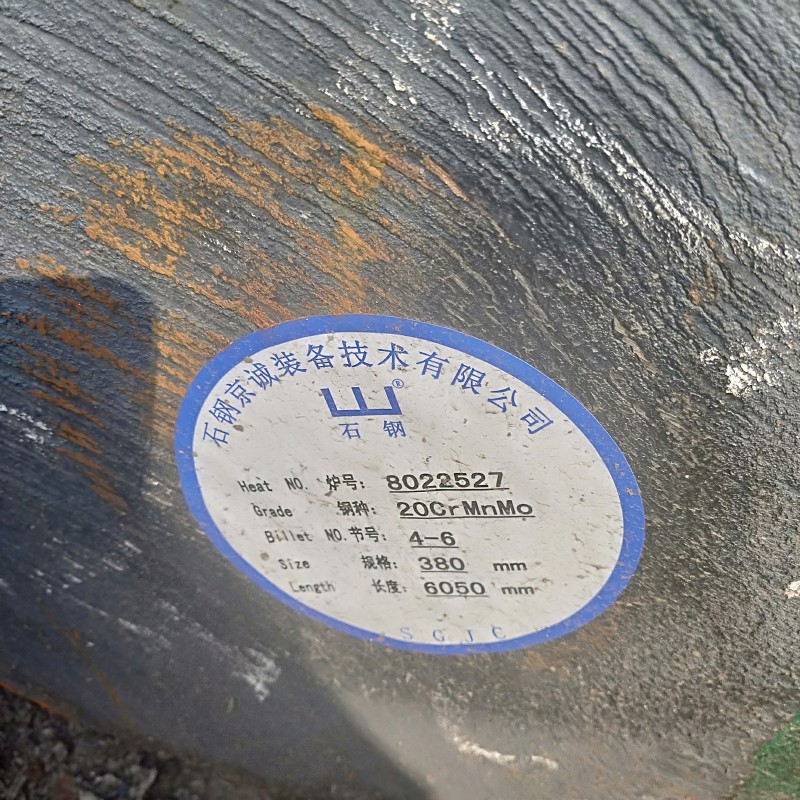 石钢京诚装备技术有限公司
®
石钢
Heat NO. 炉号: 8022527
Grade 钢种: 20CrMnMo
Billet NO.节号: 4-6
Size 规格: 380 mm
Length 长度: 6050 mm
SGJC